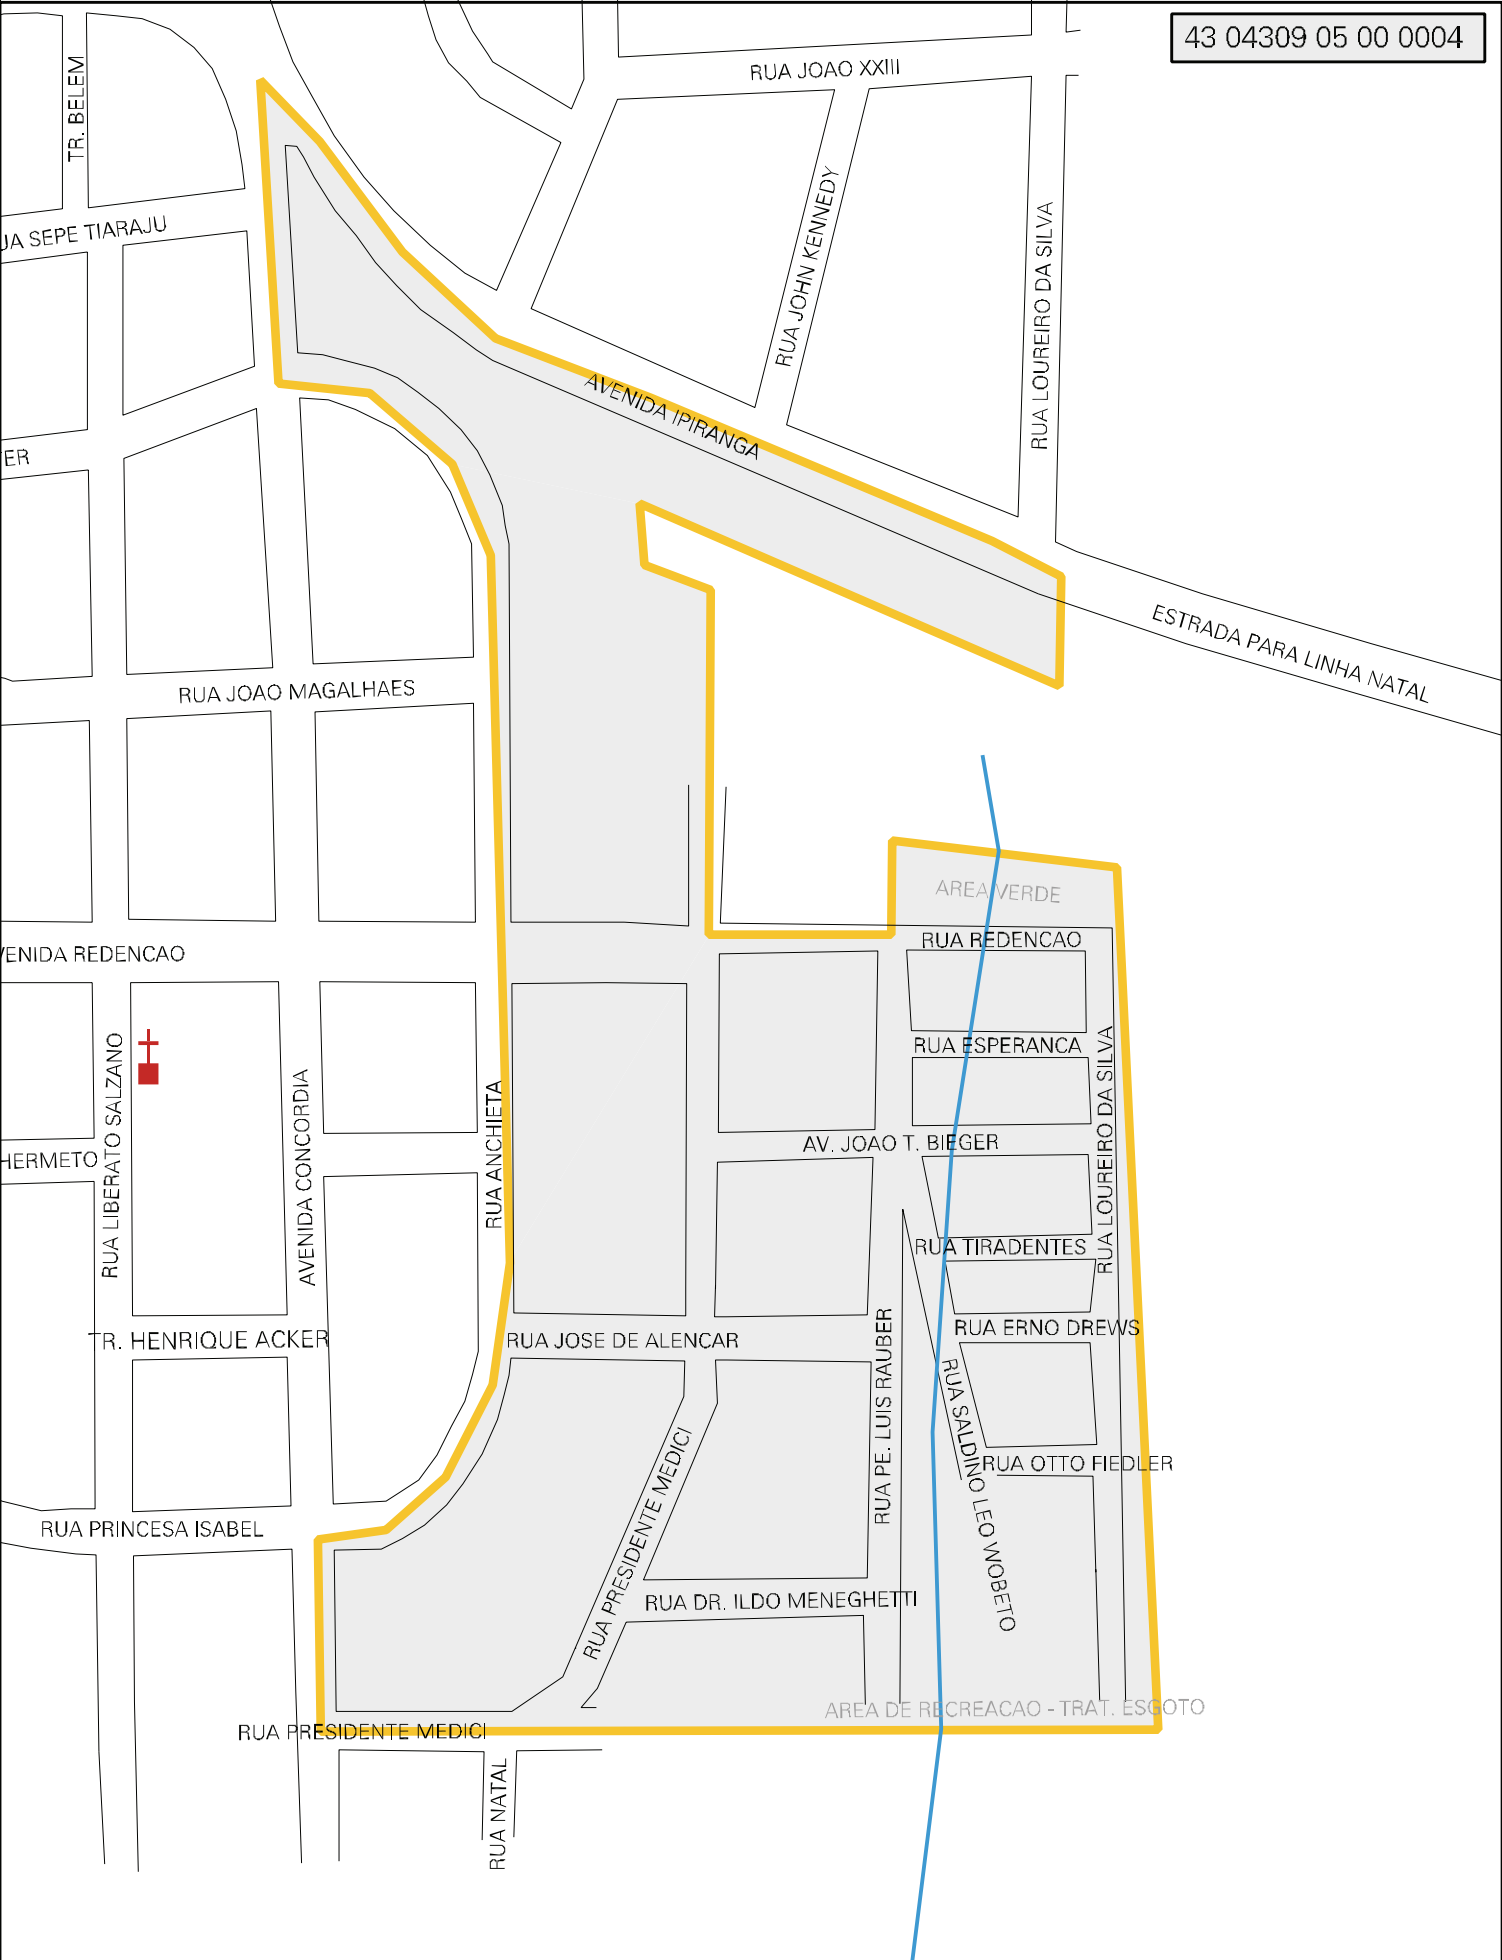 43 04309 05 00 0004
RUA JOAO XXIII
TR. BELEM
UA SEPE TIARAJU
RUA JOHN KENNEDY
RUA LOUREIRO DA SILVA
AVENIDA IPIRANGA
ER
ESTRADA PARA LINHA NATAL
RUA JOAO MAGALHAES
AREA VERDE
RUA REDENCAO
VENIDA REDENCAO
RUA ESPERANCA
RUA LIBERATO SALZANO
AVENIDA CONCORDIA
RUA ANCHIETA
RUA LOUREIRO DA SILVA
AV. JOAO T. BIEGER
HERMETO
RUA TIRADENTES
RUA ERNO DREWS
TR. HENRIQUE ACKER
RUA JOSE DE ALENCAR
RUA PE. LUIS RAUBER
RUA SALDINO LEO WOBETO
RUA PRESIDENTE MEDICI
RUA OTTO FIEDLER
RUA PRINCESA ISABEL
RUA DR. ILDO MENEGHETTI
AREA DE RECREACAO - TRAT. ESGOTO
RUA PRESIDENTE MEDICI
RUA NATAL